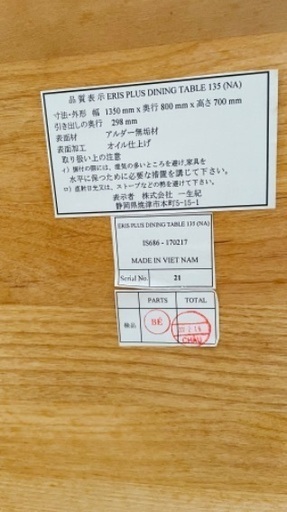 品質表示 ERIS PLUS DINING TABLE 135 (NA)
寸法・外形 幅 1350 mm x 奥行 800 mm x 高さ 700 mm
引き出しの奥行 298 mm
表面材 アルダー無垢材
表面加工 オイル仕上げ
取り扱い上の注意
イ）据付の際には、湿気の多いところを避け、家具を
水平に保つために必要な措置を講じて下さい。
ロ）直射日光又は、ストーブなどの熱を避けて下さい。
表示者 株式会社 一生紀
静岡県焼津市本町5-15-1
ERIS PLUS DINING TABLE 135 (NA)
IS686 - 170217
MADE IN VIET NAM
Serial No. 21
PARTS TOTAL
検品 BÉ
CHAU